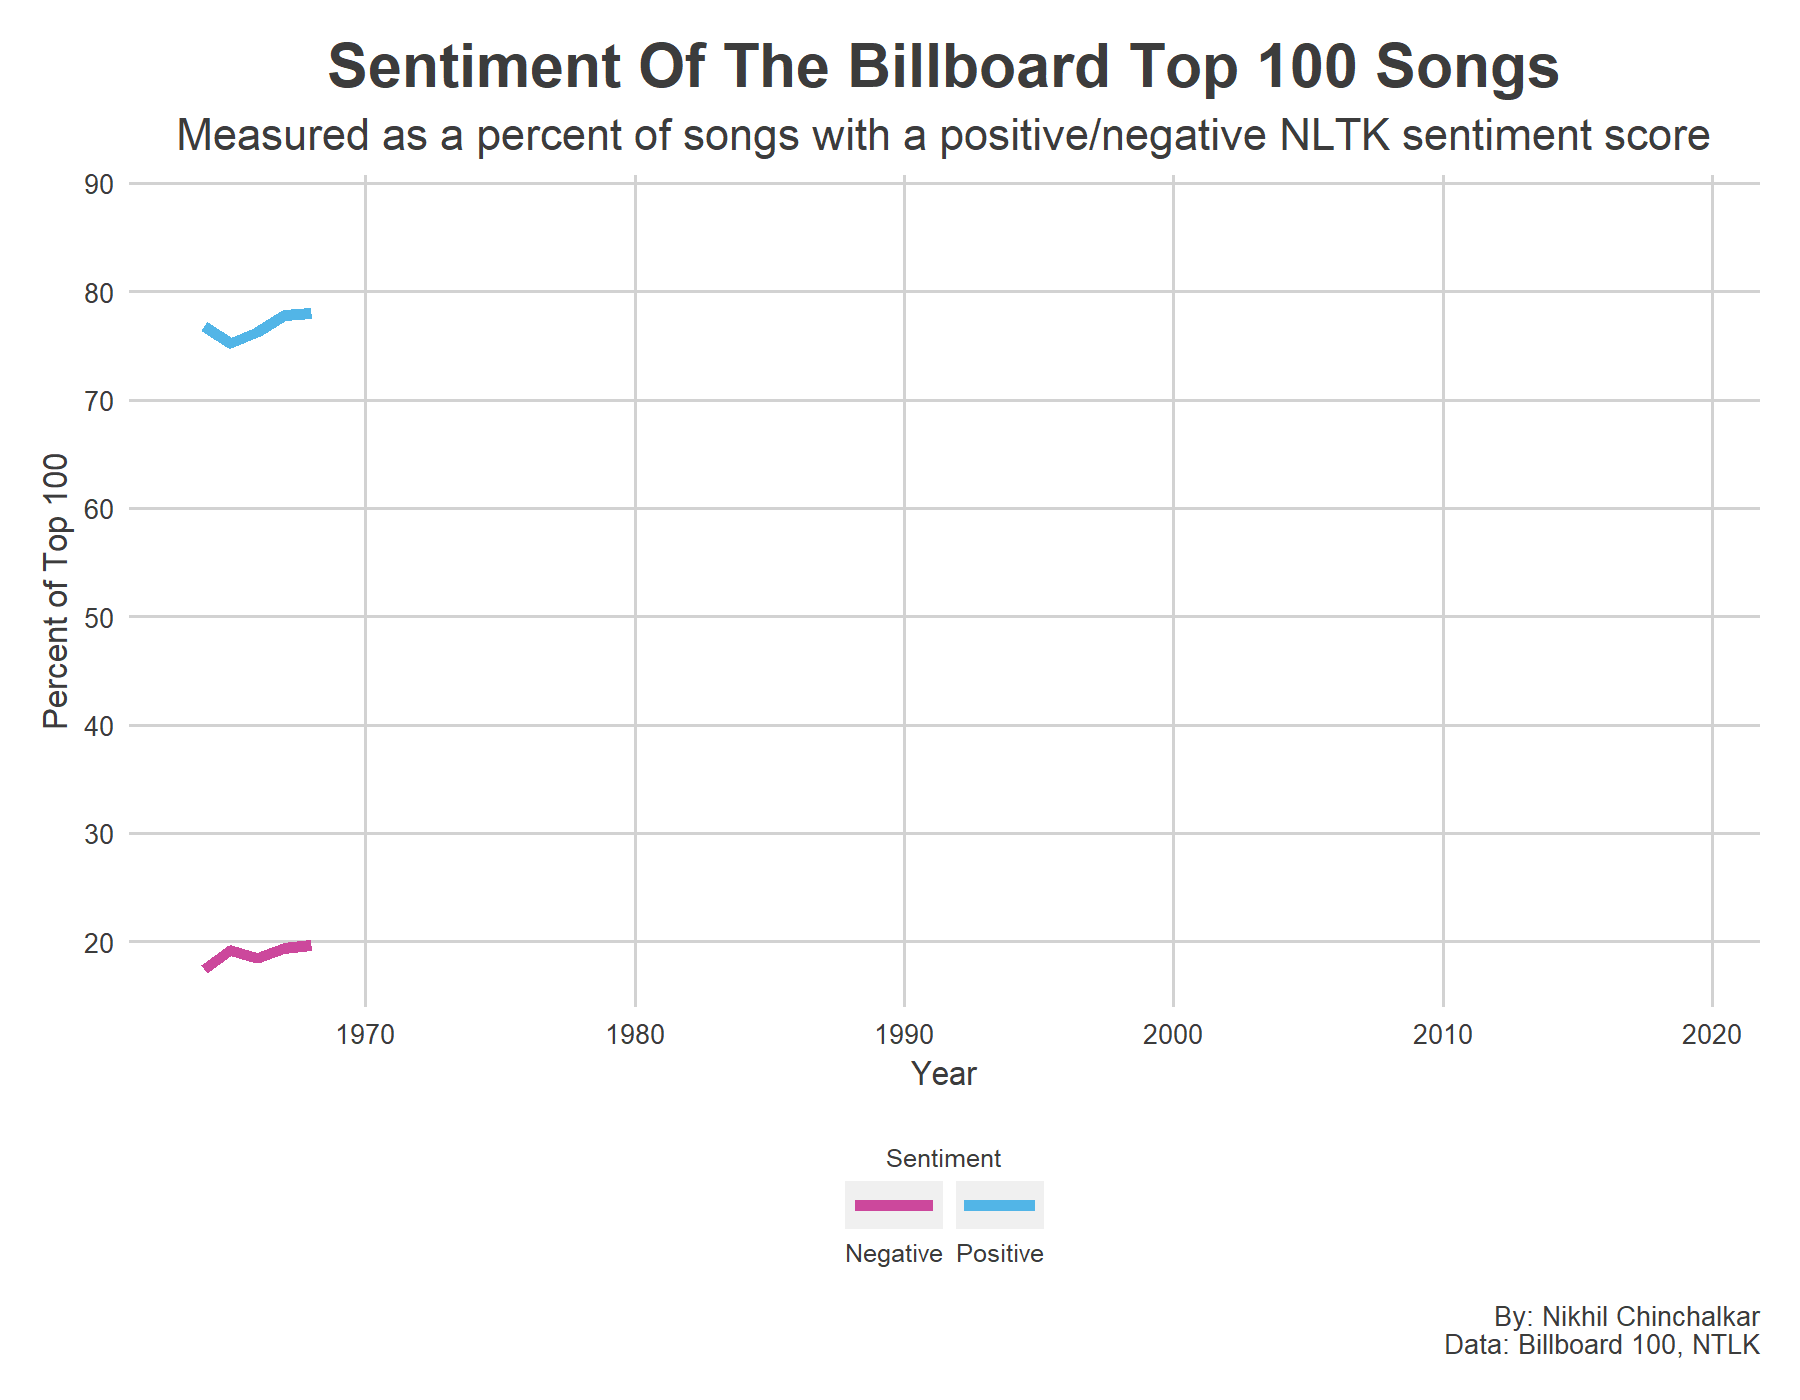 Sentiment Of The Billboard Top 100 Songs
Measured as a percent of songs with a positive/negative NLTK sentiment score
90
80
70
60
50
40
30
20
Percent of Top 100
1970 1980 1990 2000 2010 2020
Year
Sentiment
Negative Positive
By: Nikhil Chinchalkar
Data: Billboard 100, NTLK